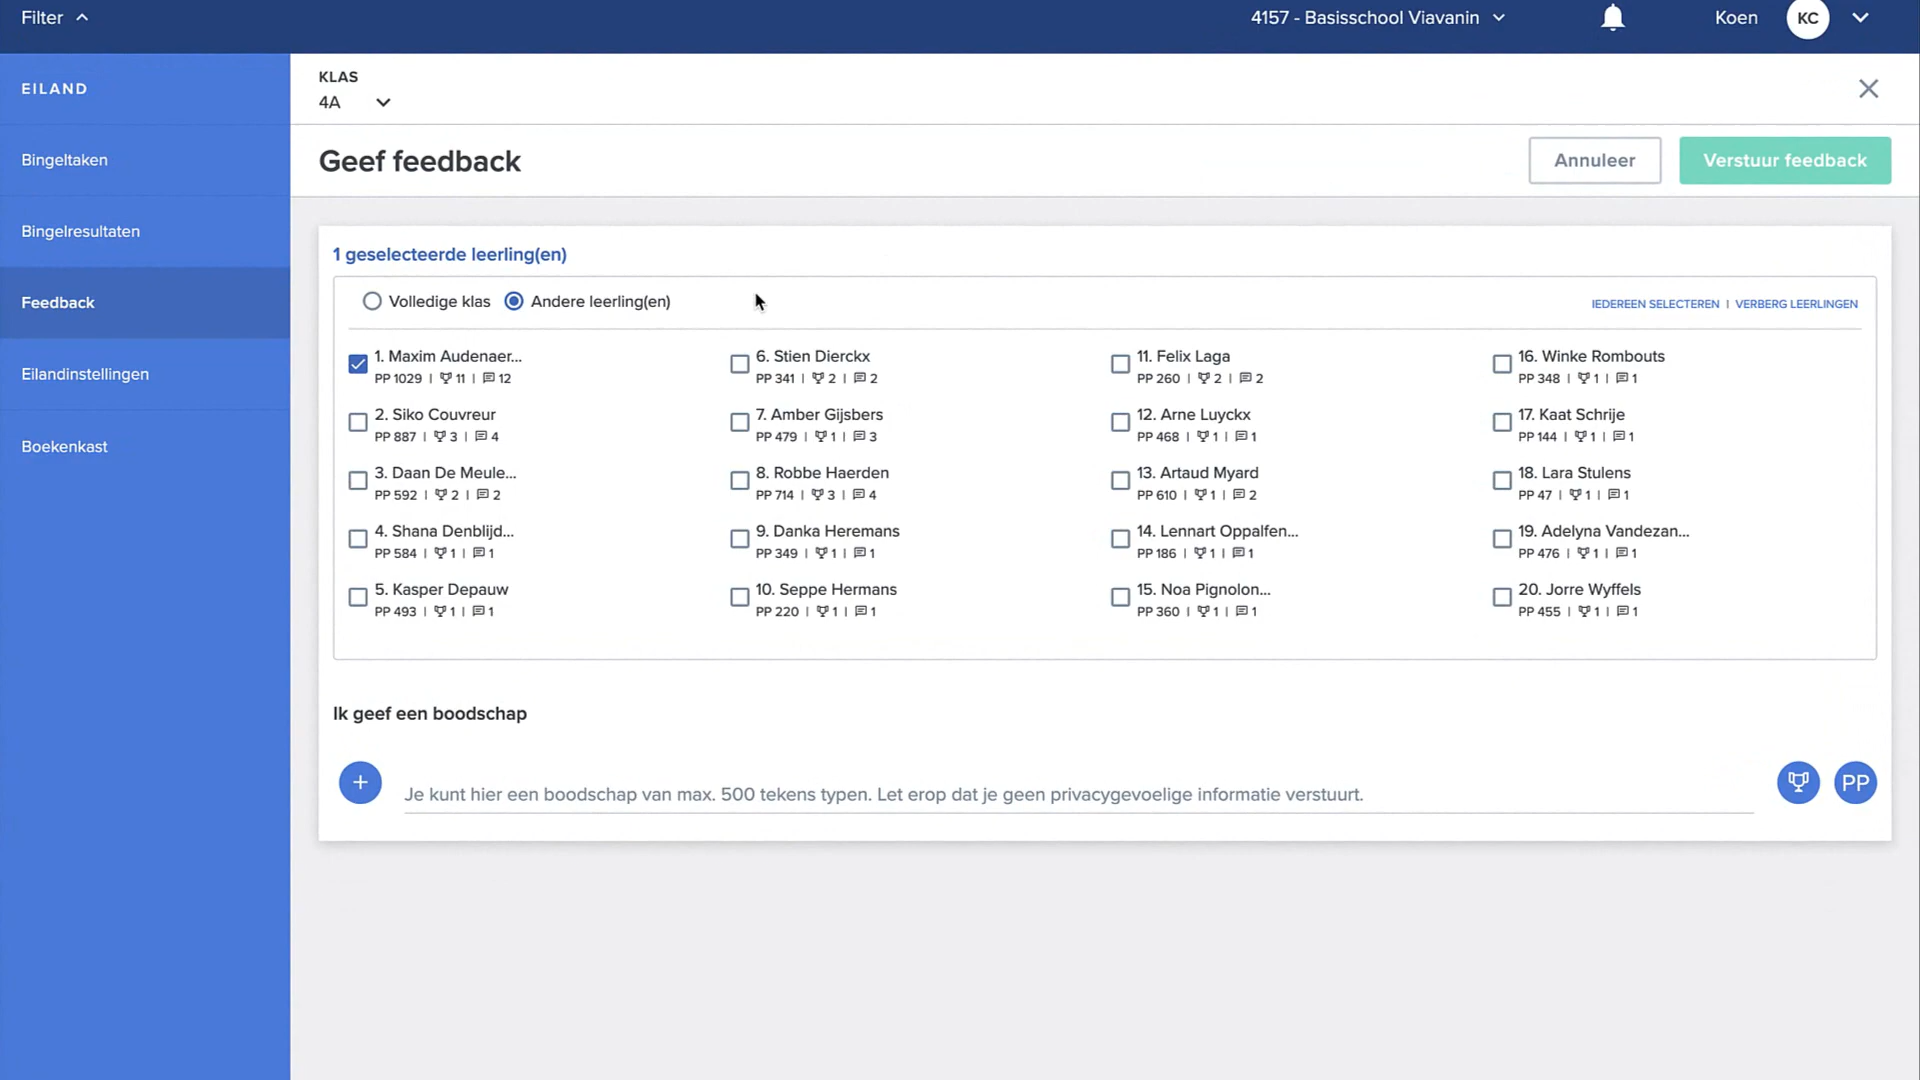 Filter
4157 - Basisschool Viavanin
Koen
KC
EILAND
Bingeltaken
Bingelresultaten
Feedback
Eilandinstellingen
Boekenkast
KLAS
4A
Geef feedback
Annuleer
Verstuur feedback
1 geselecteerde leerling(en)
Volledige klas
Andere leerling(en)
IEDEREEN SELECTEREN | VERBERG LEERLINGEN
1. Maxim Audenaer...
PP 1029 | 11 | 12
2. Siko Couvreur
PP 887 | 3 | 4
3. Daan De Meule...
PP 592 | 2 | 2
4. Shana Denblijd...
PP 584 | 1 | 1
5. Kasper Depauw
PP 493 | 1 | 1
6. Stien Dierckx
PP 341 | 2 | 2
7. Amber Gijsbers
PP 479 | 1 | 3
8. Robbe Haerden
PP 714 | 3 | 4
9. Danka Heremans
PP 349 | 1 | 1
10. Seppe Hermans
PP 220 | 1 | 1
11. Felix Laga
PP 260 | 2 | 2
12. Arne Luyckx
PP 468 | 1 | 1
13. Artaud Myard
PP 610 | 1 | 2
14. Lennart Oppalfen...
PP 186 | 1 | 1
15. Noa Pignolon...
PP 360 | 1 | 1
16. Winke Rombouts
PP 348 | 1 | 1
17. Kaat Schrije
PP 144 | 1 | 1
18. Lara Stulens
PP 47 | 1 | 1
19. Adelyna Vandezan...
PP 476 | 1 | 1
20. Jorre Wyffels
PP 455 | 1 | 1
Ik geef een boodschap
Je kunt hier een boodschap van max. 500 tekens typen. Let erop dat je geen privacygevoelige informatie verstuurt.
PP